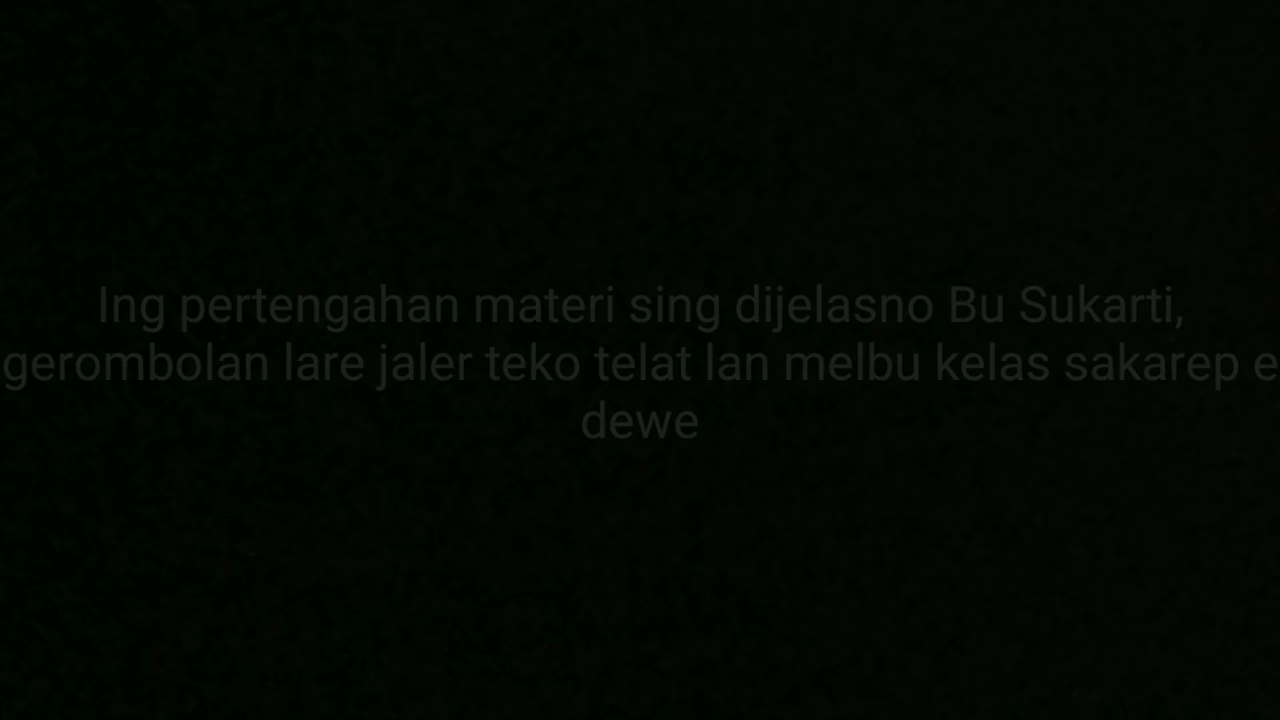 Ing pertengahan materi sing dijelasno Bu Sukarti,
gerombolan lare jaler teko telat lan melbu kelas sakarep e
dewe